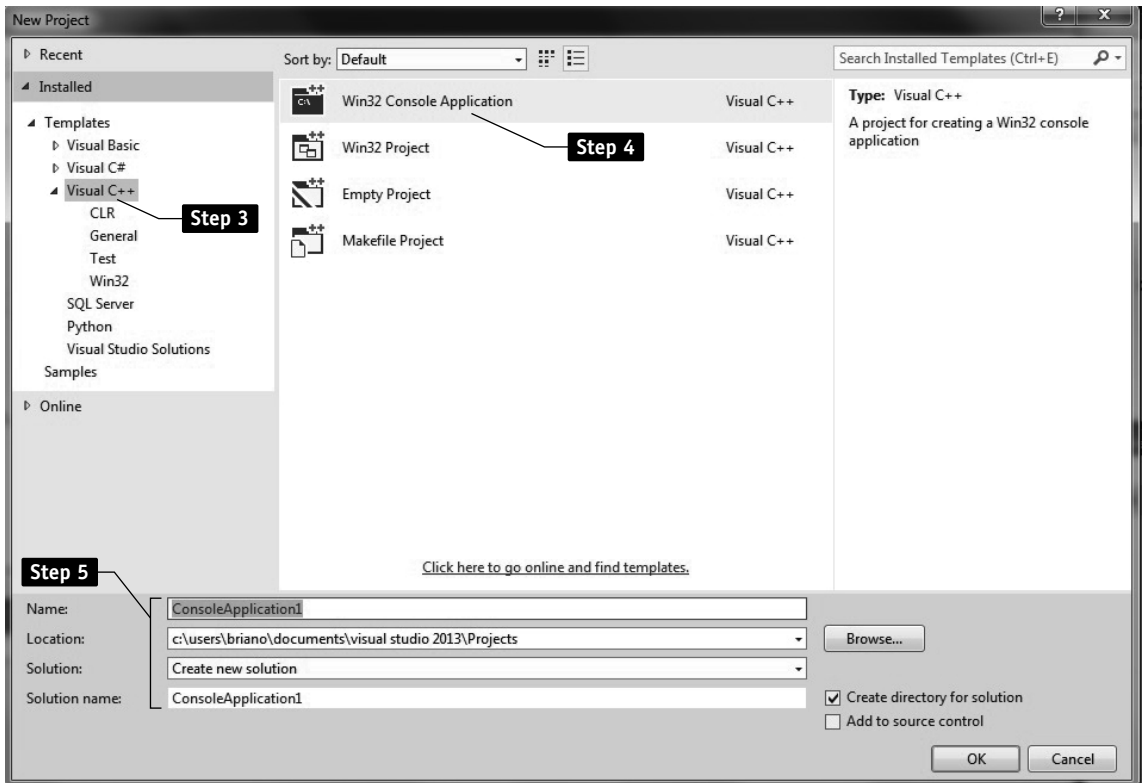 New Project
? X
Recent
Installed
Templates
Visual Basic
Visual C#
Visual C++
CLR
General
Test
Win32
SQL Server
Python
Visual Studio Solutions
Samples
Online
Step 3
Sort by: Default
Win32 Console Application Visual C++
Step 4
Win32 Project Visual C++
Empty Project Visual C++
Makefile Project Visual C++
Click here to go online and find templates.
Search Installed Templates (Ctrl+E)
Type: Visual C++
A project for creating a Win32 console
application
Step 5
Name: ConsoleApplication1
Location: c:\users\briano\documents\visual studio 2013\Projects
Browse...
Solution: Create new solution
Solution name: ConsoleApplication1
Create directory for solution
Add to source control
OK Cancel